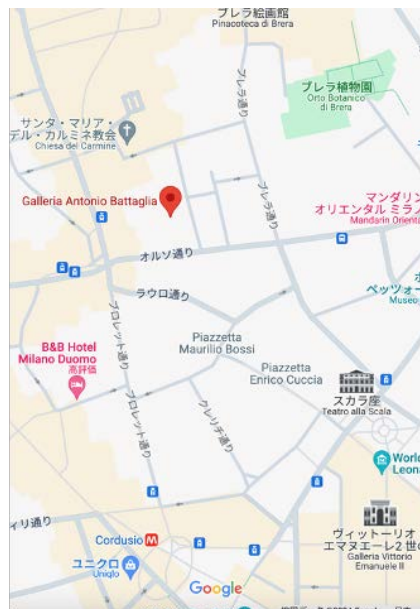 ブレラ絵画館
Pinacoteca di Brera
ブレラ通り
ブレラ植物園
Orto Botanico
di Brera
サンタ・マリア・
デル・カルミネ教会
Chiesa del Carmine
Galleria Antonio Battaglia
ブレラ通り
マンダリン
オリエンタル ミラノ
Mandarin Oriental
オルソ通り
ラウロ通り
ペッツォー
Museo
ブロレット通り
B&B Hotel
Milano Duomo
高評価
Piazzetta
Maurilio Bossi
Piazzetta
Enrico Cuccia
スカラ座
Teatro alla Scala
ブロレット通り
クレリチ通り
World
Leona
ヴィットーリオ
エマヌエーレ2 世の
Galleria Vittorio
Emanuele II
ィリ通り
Cordusio M
ユニクロ
Uniqlo
Google